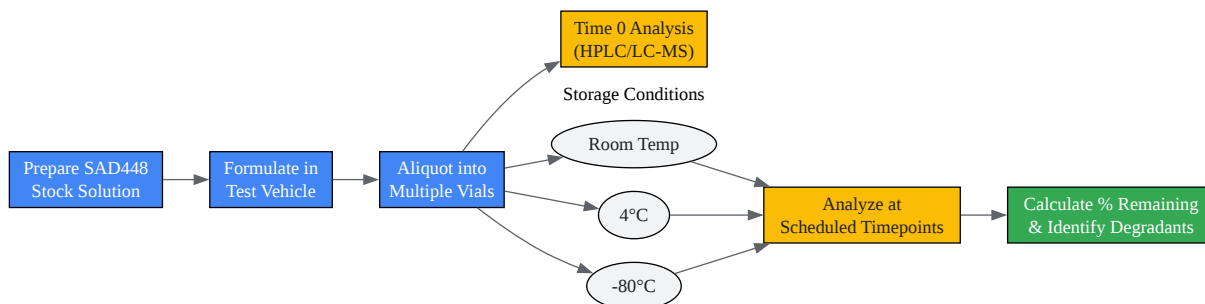 Prepare SAD448
Stock Solution
Formulate in
Test Vehicle
Aliquot into
Multiple Vials
Time 0 Analysis
(HPLC/LC-MS)
Storage Conditions
Room Temp
4°C
-80°C
Analyze at
Scheduled Timepoints
Calculate % Remaining
& Identify Degradants